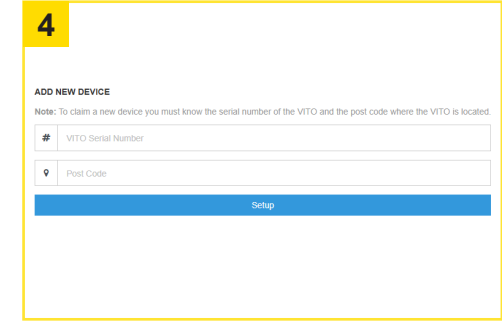 4
ADD NEW DEVICE
Note: To claim a new device you must know the serial number of the VITO and the post code where the VITO is located.
# VITO Serial Number
Post Code
Setup